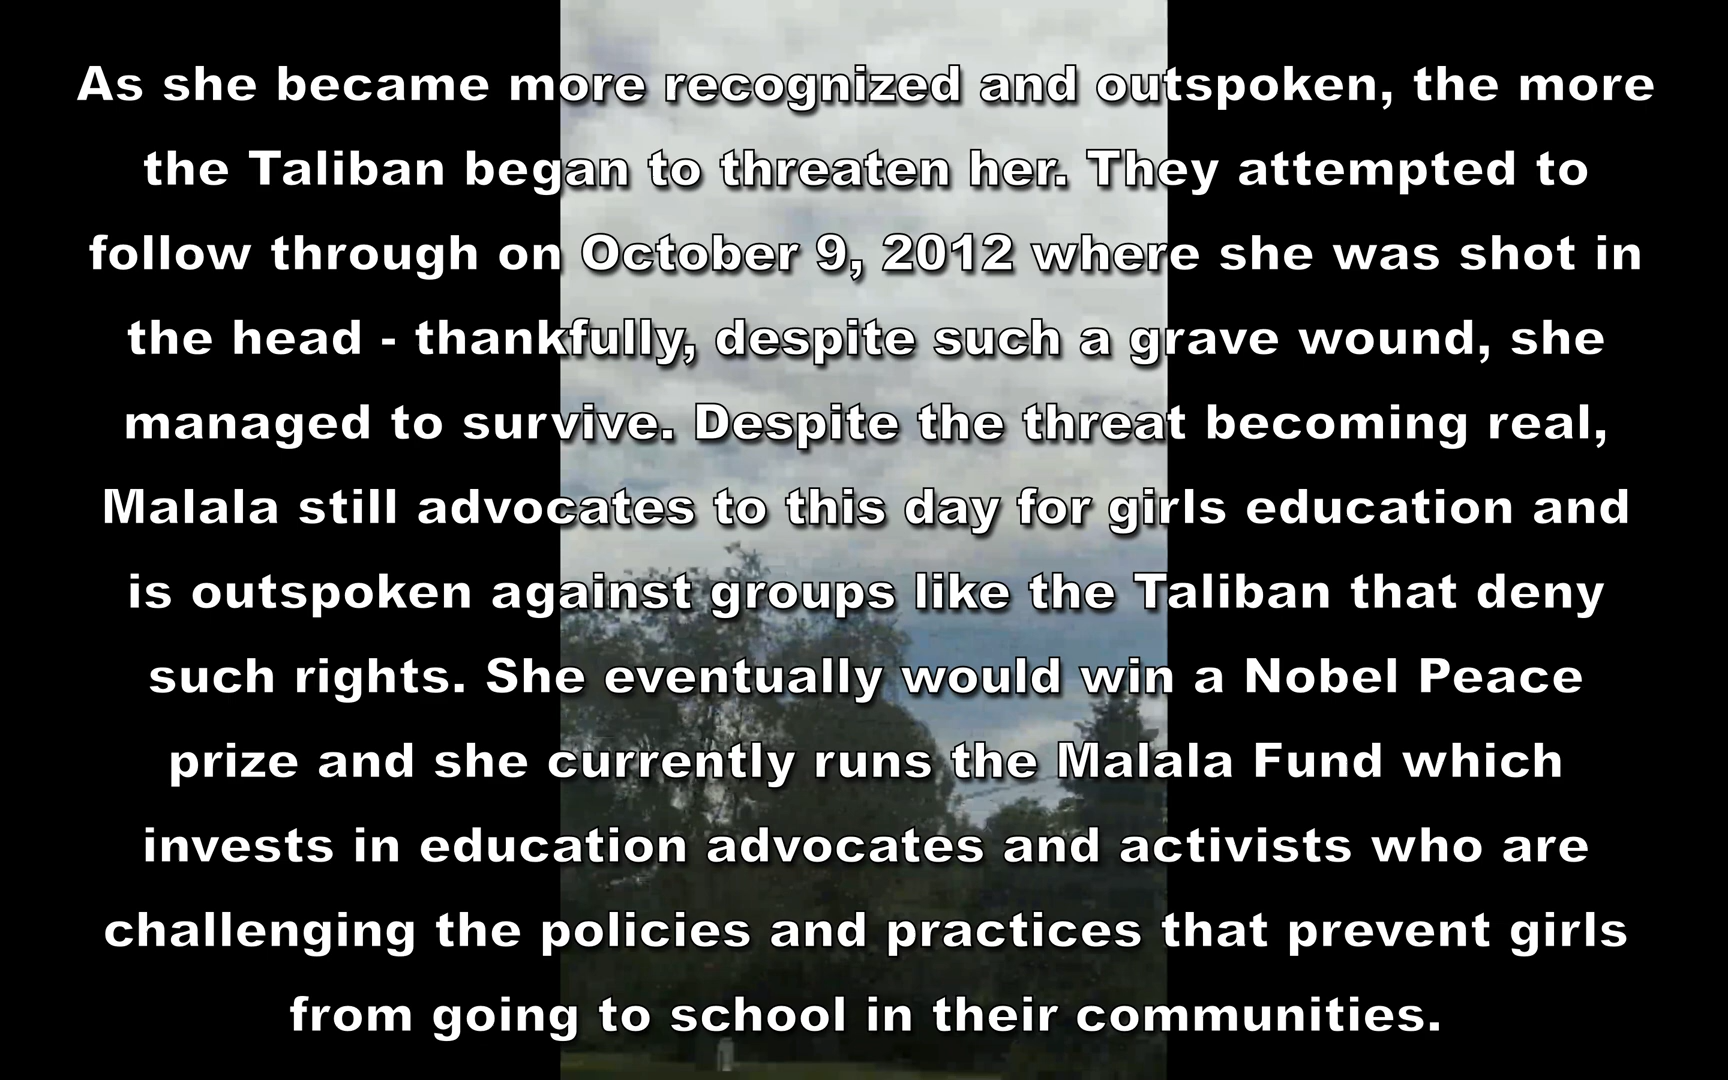 As she became more recognized and outspoken, the more
the Taliban began to threaten her. They attempted to
follow through on October 9, 2012 where she was shot in
the head - thankfully, despite such a grave wound, she
managed to survive. Despite the threat becoming real,
Malala still advocates to this day for girls education and
is outspoken against groups like the Taliban that deny
such rights. She eventually would win a Nobel Peace
prize and she currently runs the Malala Fund which
invests in education advocates and activists who are
challenging the policies and practices that prevent girls
from going to school in their communities.